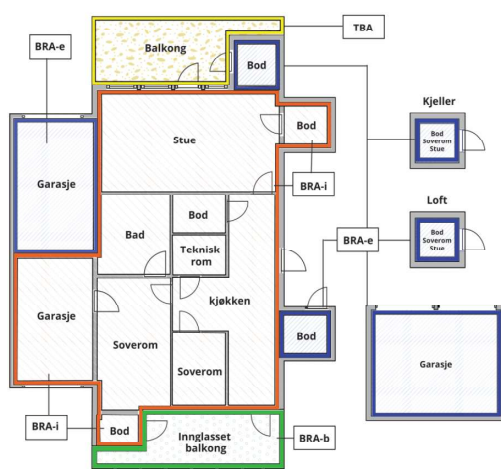 TBA
Balkong
BRA-e
Bod
Kjeller
Bod
Soverom
Stue
Stue
Bod
Garasje
BRA-i
Loft
Bod
Soverom
Stue
Bad
Bod
Teknisk
rom
BRA-e
Garasje
kjøkken
Soverom
Bod
Soverom
Garasje
BRA-i
Bod
Innglasset
balkong
BRA-b